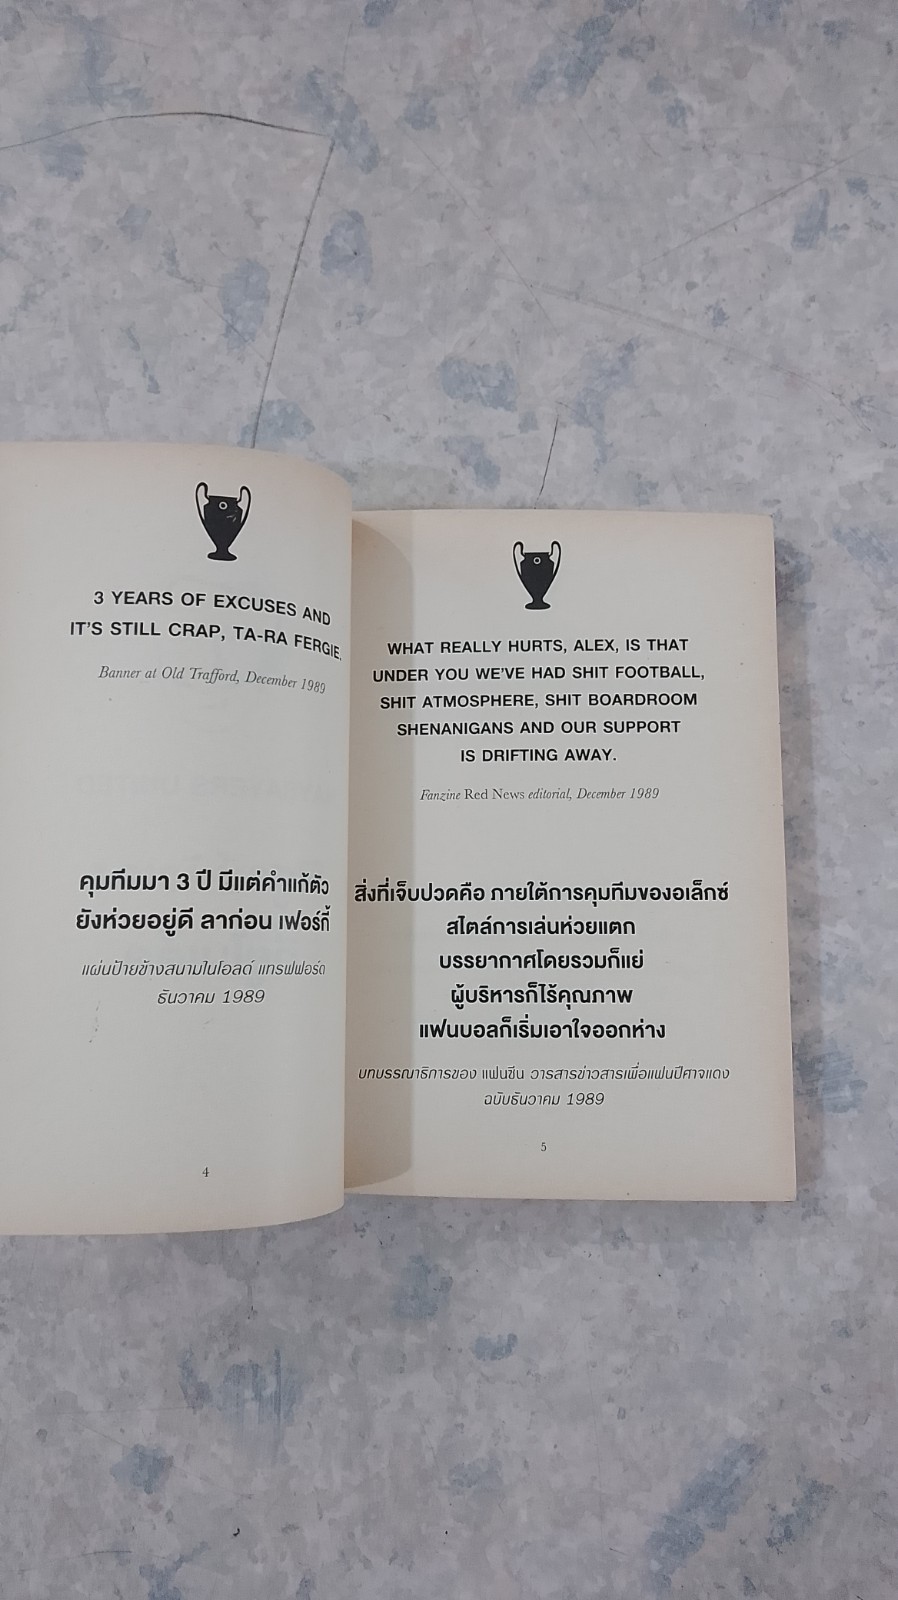 3 YEARS OF EXCUSES AND
IT'S STILL CRAP, TA-RA FERGIE.
Banner at Old Trafford, December 1989
คุมทีมมา 3 ปี มีแต่คำแก้ตัว
ยังห่วยอยู่ดี ลาก่อน เฟอร์กี้
แผ่นป้ายข้างสนามในโอลด์ แทรฟฟอร์ด
ธันวาคม 1989
4
WHAT REALLY HURTS, ALEX, IS THAT
UNDER YOU WE'VE HAD SHIT FOOTBALL,
SHIT ATMOSPHERE, SHIT BOARDROOM
SHENANIGANS AND OUR SUPPORT
IS DRIFTING AWAY.
Fanzine Red News editorial, December 1989
สิ่งที่เจ็บปวดคือ ภายใต้การคุมทีมของอเล็กซ์
สไตล์การเล่นห่วยแตก
บรรยากาศโดยรวมก็แย่
ผู้บริหารก็ไร้คุณภาพ
แฟนบอลก็เริ่มเอาใจออกห่าง
บทบรรณาธิการของ แฟนซีน วารสารข่าวสารเพื่อแฟนปีศาจแดง
ฉบับธันวาคม 1989
5